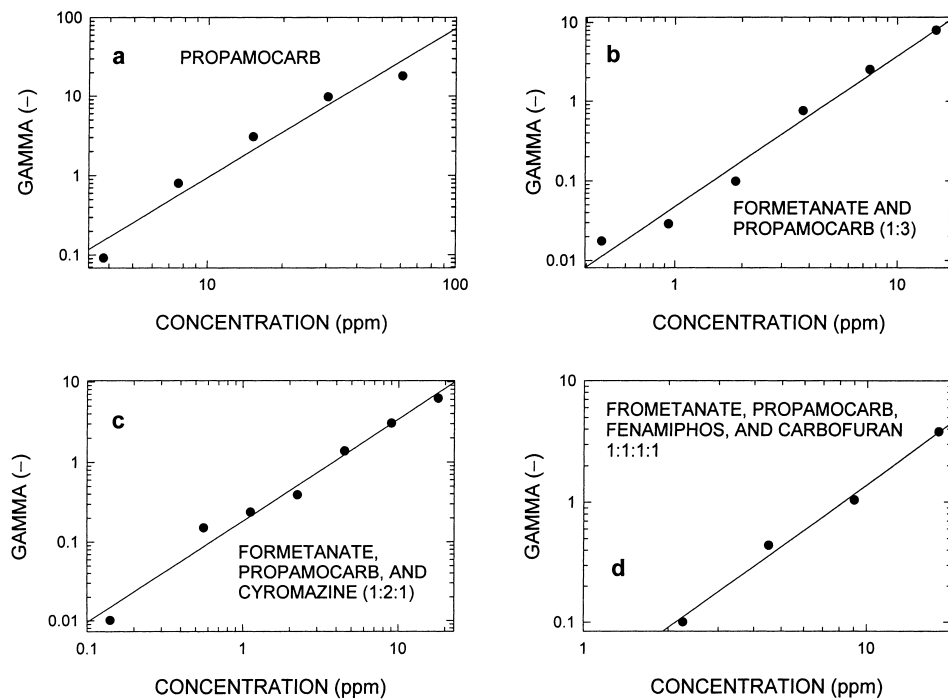 a PROPAMOCARB
100
10
1
0.1
GAMMA (–)
10 100
CONCENTRATION (ppm)
b
10
1
0.1
0.01
GAMMA (–)
FORMETANATE AND
PROPAMOCARB (1:3)
1 10
CONCENTRATION (ppm)
c
10
1
0.1
0.01
GAMMA (–)
FORMETANATE,
PROPAMOCARB, AND
CYROMAZINE (1:2:1)
0.1 1 10
CONCENTRATION (ppm)
FROMETANATE, PROPAMOCARB,
FENAMIPHOS, AND CARBOFURAN
1:1:1:1
d
10
1
0.1
GAMMA (–)
1 10
CONCENTRATION (ppm)